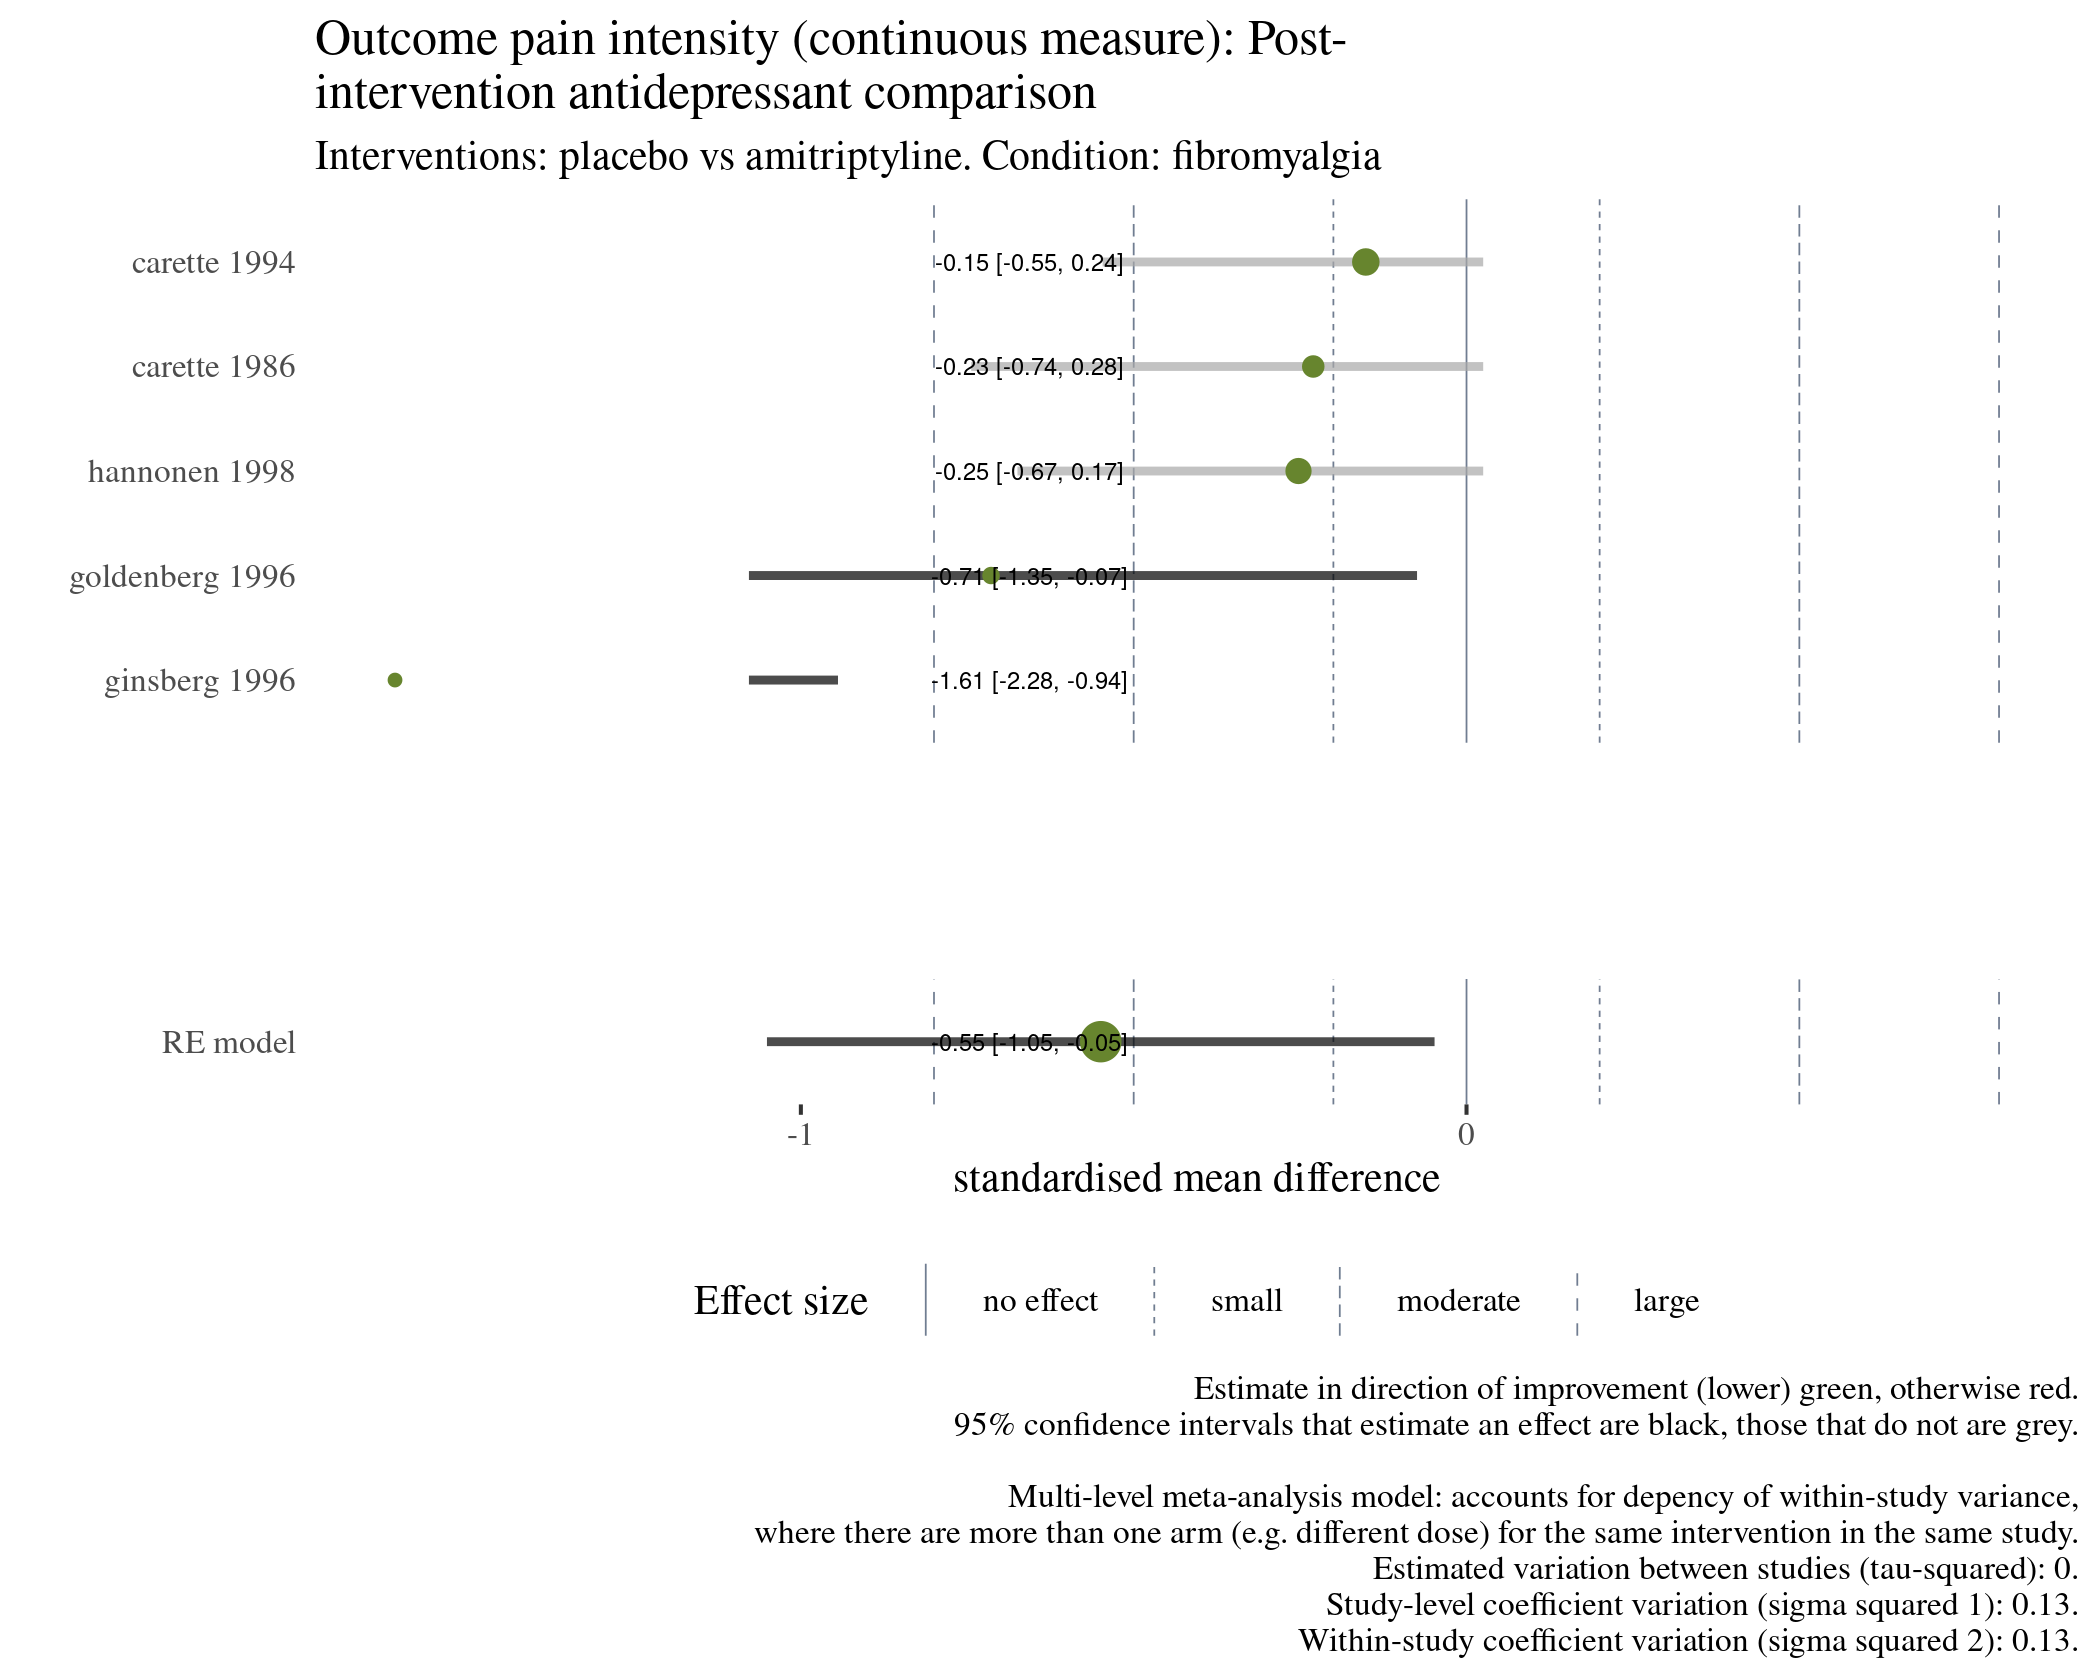 Outcome pain intensity (continuous measure): Post-
intervention antidepressant comparison
Interventions: placebo vs amitriptyline. Condition: fibromyalgia
carette 1994 -0.15 [-0.55, 0.24]
carette 1986 -0.23 [-0.74, 0.28]
hannonen 1998 -0.25 [-0.67, 0.17]
goldenberg 1996 -0.71 [-1.35, -0.07]
ginsberg 1996 -1.61 [-2.28, -0.94]
RE model -0.55 [-1.05, -0.05]
-1 0
standardised mean difference
Effect size no effect small moderate large
Estimate in direction of improvement (lower) green, otherwise red.
95% confidence intervals that estimate an effect are black, those that do not are grey.
Multi-level meta-analysis model: accounts for depency of within-study variance,
where there are more than one arm (e.g. different dose) for the same intervention in the same study.
Estimated variation between studies (tau-squared): 0.
Study-level coefficient variation (sigma squared 1): 0.13.
Within-study coefficient variation (sigma squared 2): 0.13.